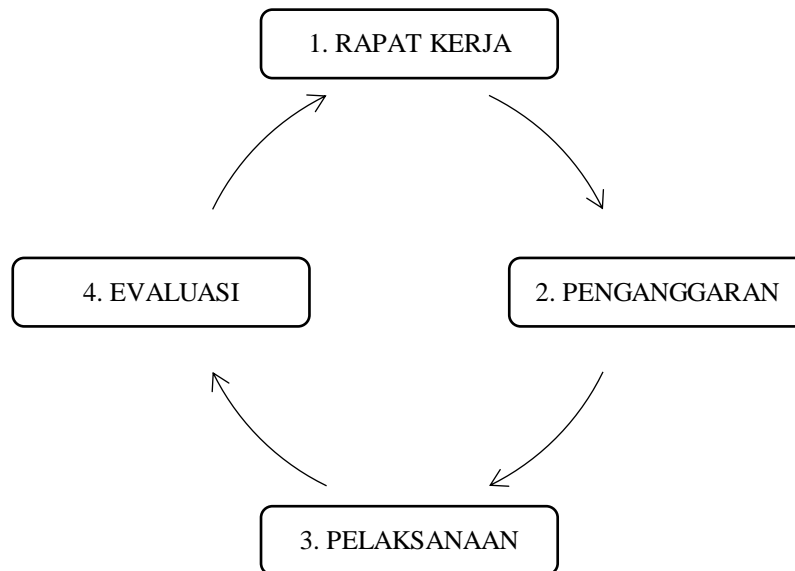 1. RAPAT KERJA
2. PENGANGGARAN
3. PELAKSANAAN
4. EVALUASI